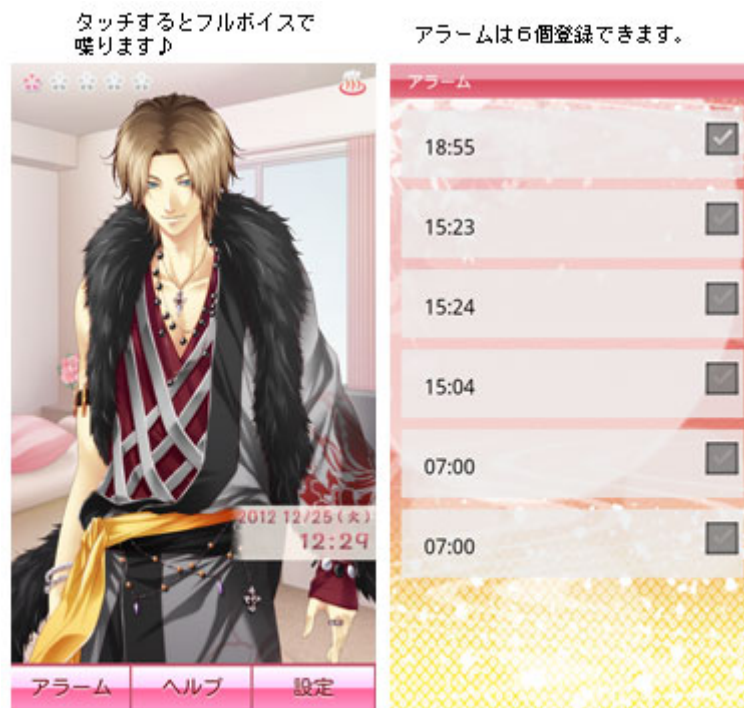 タッチするとフルボイスで
喋ります♪
アラームは6個登録できます。
2012 12/25(火)
12:29
アラーム
ヘルプ
設定
アラーム
18:55
15:23
15:24
15:04
07:00
07:00